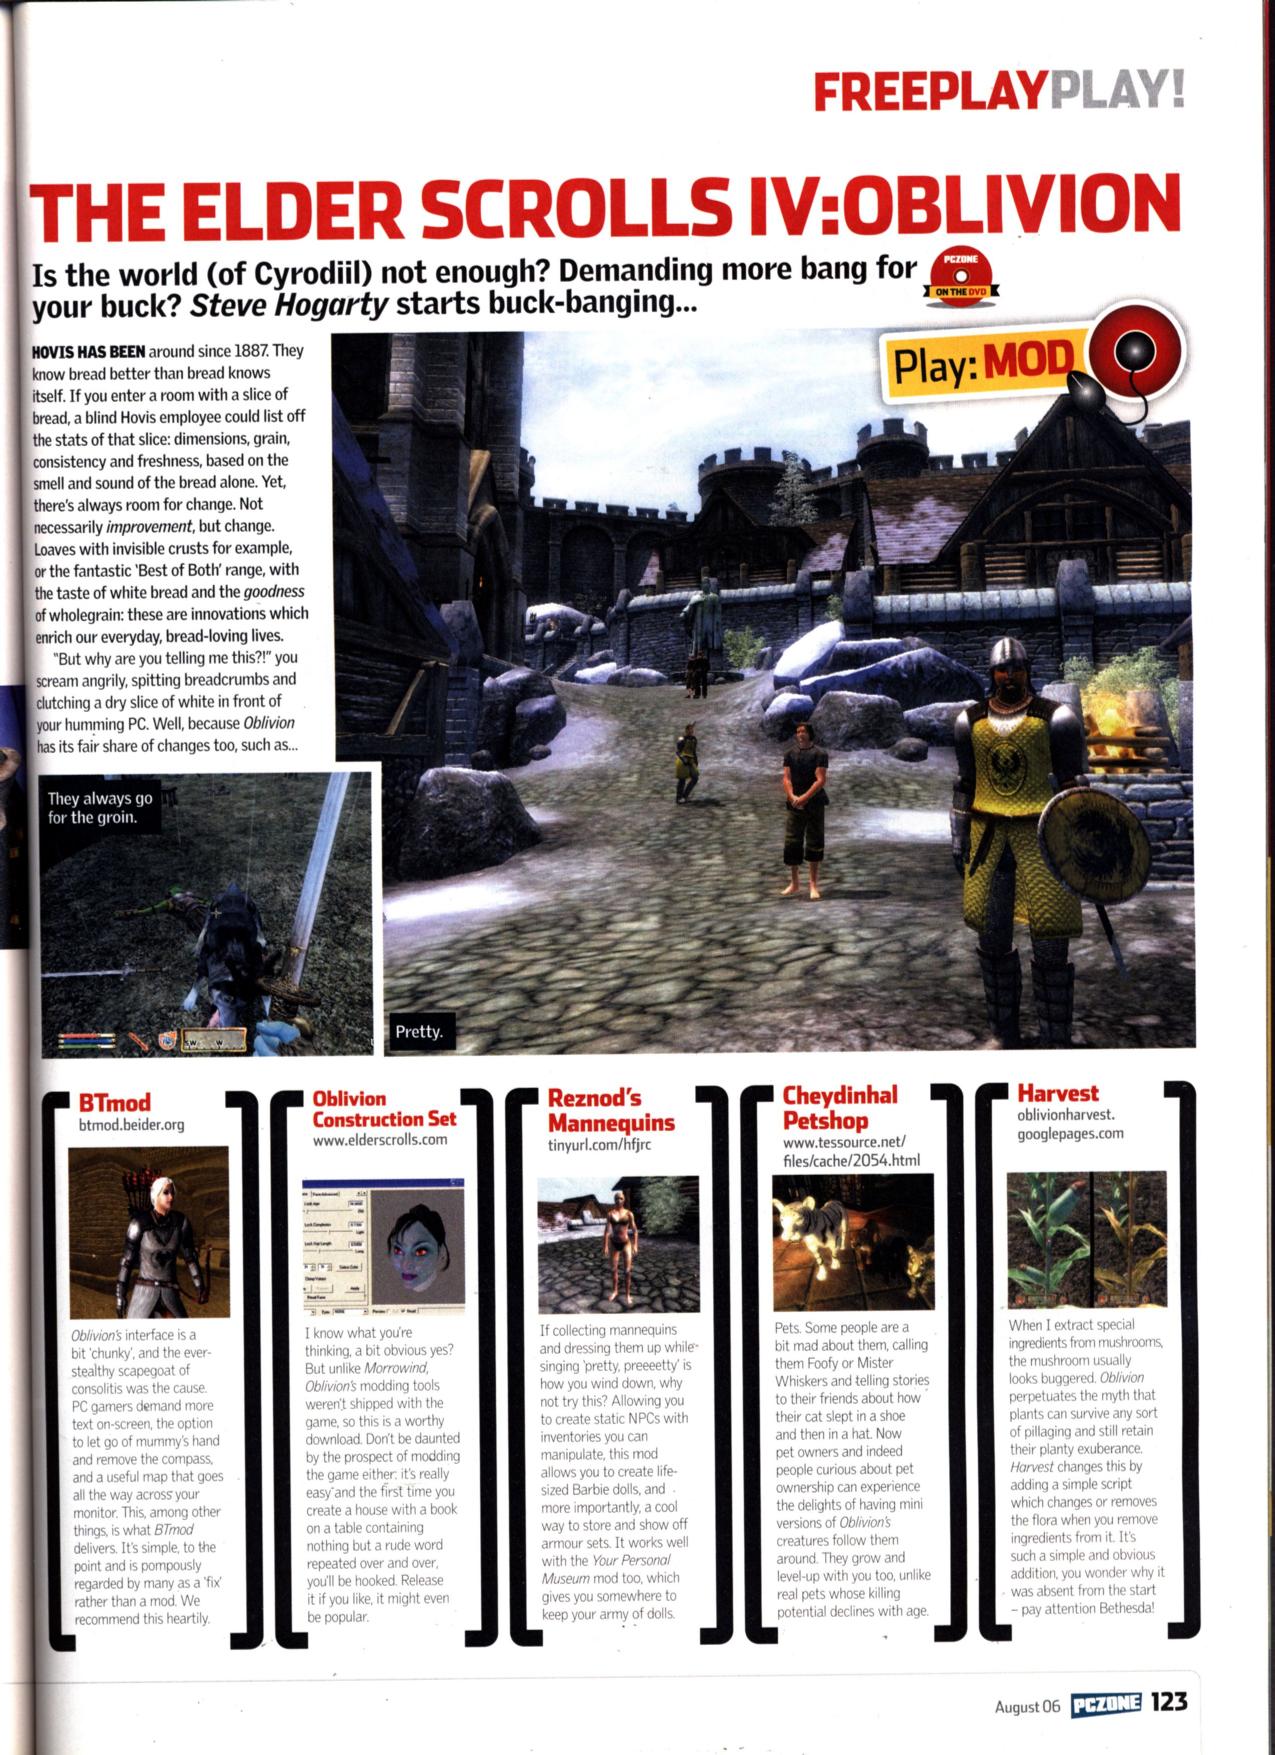 FREEPLAYPLAY!
THE ELDER SCROLLS IV:OBLIVION
Is the world (of Cyrodiil) not enough? Demanding more bang for
your buck? Steve Hogarty starts buck-banging...
PCZONE
ON THE DVD
Play: MOD
HOVIS HAS BEEN around since 1887. They
know bread better than bread knows
itself. If you enter a room with a slice of
bread, a blind Hovis employee could list off
the stats of that slice: dimensions, grain,
consistency and freshness, based on the
smell and sound of the bread alone. Yet,
there's always room for change. Not
necessarily improvement, but change.
Loaves with invisible crusts for example,
or the fantastic 'Best of Both' range, with
the taste of white bread and the goodness
of wholegrain: these are innovations which
enrich our everyday, bread-loving lives.
"But why are you telling me this?!" you
scream angrily, spitting breadcrumbs and
clutching a dry slice of white in front of
your humming PC. Well, because Oblivion
has its fair share of changes too, such as...
They always go
for the groin.
SW W
Pretty.
BTmod
btmod.beider.org
Oblivion's interface is a
bit 'chunky', and the ever-
stealthy scapegoat of
consolitis was the cause.
PC gamers demand more
text on-screen, the option
to let go of mummy's hand
and remove the compass,
and a useful map that goes
all the way across your
monitor. This, among other
things, is what BTmod
delivers. It's simple, to the
point and is pompously
regarded by many as a 'fix'
rather than a mod. We
recommend this heartily.
Oblivion
Construction Set
www.elderscrolls.com
I know what you're
thinking, a bit obvious yes?
But unlike Morrowind,
Oblivion's modding tools
weren't shipped with the
game, so this is a worthy
download. Don't be daunted
by the prospect of modding
the game either: it's really
easy and the first time you
create a house with a book
on a table containing
nothing but a rude word
repeated over and over,
you'll be hooked. Release
it if you like, it might even
be popular.
Reznod's
Mannequins
tinyurl.com/hfjrc
If collecting mannequins
and dressing them up while
singing 'pretty, preeeetty' is
how you wind down, why
not try this? Allowing you
to create static NPCs with
inventories you can
manipulate, this mod
allows you to create life-
sized Barbie dolls, and
more importantly, a cool
way to store and show off
armour sets. It works well
with the Your Personal
Museum mod too, which
gives you somewhere to
keep your army of dolls.
Cheydinhal
Petshop
www.tessource.net/
files/cache/2054.html
Pets. Some people are a
bit mad about them, calling
them Foofy or Mister
Whiskers and telling stories
to their friends about how
their cat slept in a shoe
and then in a hat. Now
pet owners and indeed
people curious about pet
ownership can experience
the delights of having mini
versions of Oblivion's
creatures follow them
around. They grow and
level-up with you too, unlike
real pets whose killing
potential declines with age.
Harvest
oblivionharvest.
googlepages.com
When I extract special
ingredients from mushrooms,
the mushroom usually
looks buggered. Oblivion
perpetuates the myth that
plants can survive any sort
of pillaging and still retain
their planty exuberance.
Harvest changes this by
adding a simple script
which changes or removes
the flora when you remove
ingredients from it. It's
such a simple and obvious
addition, you wonder why it
was absent from the start
– pay attention Bethesda!
August 06 PCZONE 123